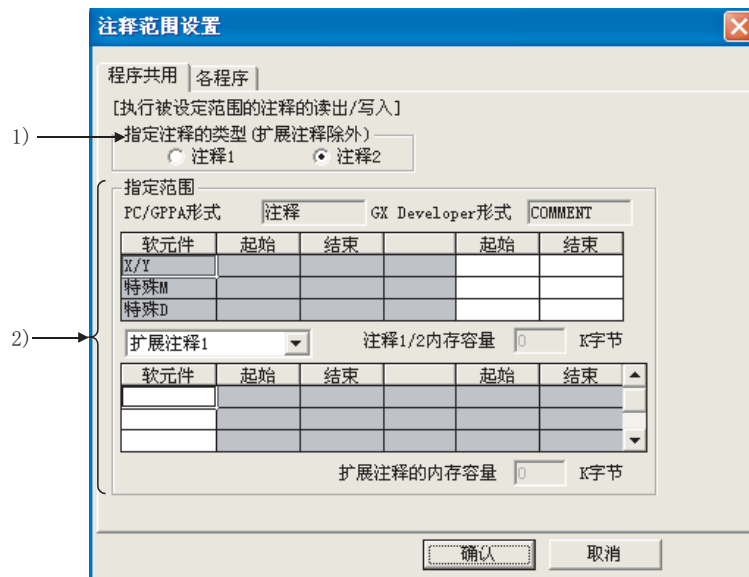 注释范围设置
程序共用 各程序
[执行被设定范围的注释的读出/写入]
1) 指定注释的类型(扩展注释除外)
注释1 注释2
指定范围
PC/GPPA形式 注释 GX Developer形式 COMMENT
软元件 起始 结束 起始 结束
X/Y
特殊M
特殊D
2) 扩展注释1 注释1/2内存容量 0 K字节
软元件 起始 结束 起始 结束
扩展注释的内存容量 0 K字节
确认 取消